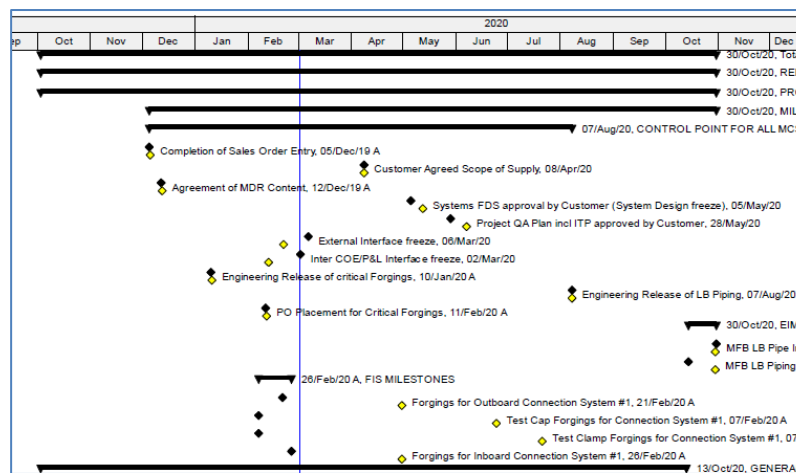 2020
Oct Nov Dec Jan Feb Mar Apr May Jun Jul Aug Sep Oct Nov Dec
30/Oct/20,
30/Oct/20,
30/Oct/20,
30/Oct/20,
07/Aug/20, CONTROL POINT FOR ALL
Completion of Sales Order Entry, 05/Dec/19 A
Customer Agreed Scope of Supply, 08/Apr/20
Agreement of MDR Content, 12/Dec/19 A
Systems FDS approval by Customer (System Design freeze), 05/May/20
Project QA Plan incl ITP approved by Customer, 28/May/20
External Interface freeze, 06/Mar/20
Inter COE/P&L Interface freeze, 02/Mar/20
Engineering Release of critical Forgings, 10/Jan/20 A
Engineering Release of LB Piping, 07/Aug/20
PO Placement for Critical Forgings, 11/Feb/20 A
30/Oct/20, EIM
MFB LB Pipe
MFB LB Piping
26/Feb/20 A, FIS MILESTONES
Forgings for Outboard Connection System #1, 21/Feb/20 A
Test Cap Forgings for Connection System #1, 07/Feb/20 A
Test Clamp Forgings for Connection System #1, 07
Forgings for Inboard Connection System #1, 26/Feb/20 A
13/Oct/20, GENERA